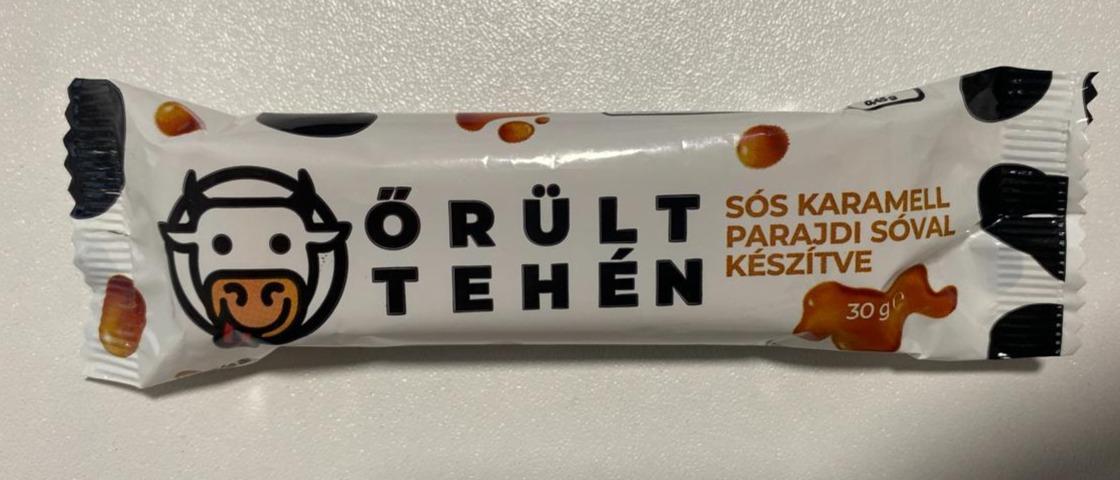 ŐRÜLT
TEHÉN
SÓS KARAMELL
PARAJDI SÓVAL
KÉSZÍTVE
30 g ℮